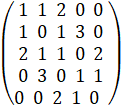 1 1 2 0 0
1 0 1 3 0
2 1 1 0 2
0 3 0 1 1
0 0 2 1 0